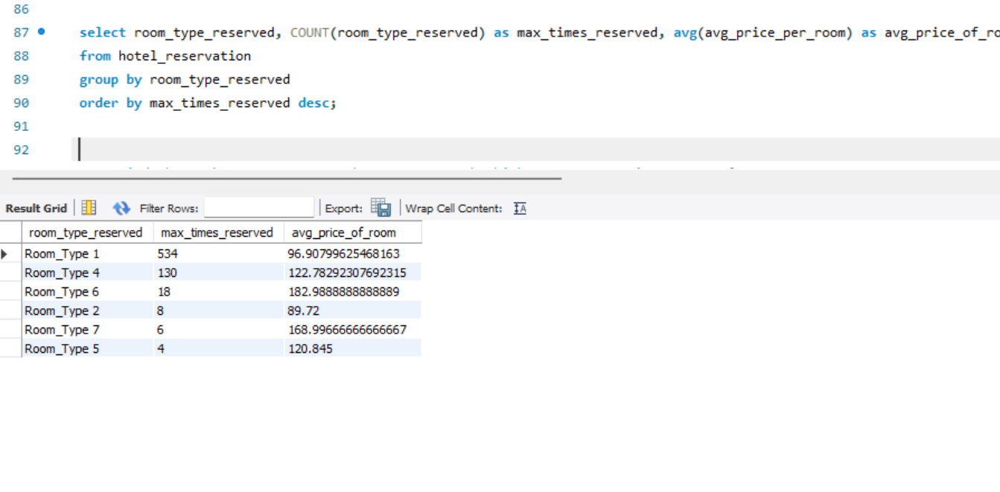 86
87 select room_type_reserved, COUNT(room_type_reserved) as max_times_reserved, avg(avg_price_per_room) as avg_price_of_ro
88 from hotel_reservation
89 group by room_type_reserved
90 order by max_times_reserved desc;
91
92
Result Grid Filter Rows: Export: Wrap Cell Content: IA
room_type_reserved max_times_reserved avg_price_of_room
Room_Type 1 534 96.90799625468163
Room_Type 4 130 122.78292307692315
Room_Type 6 18 182.9888888888889
Room_Type 2 8 89.72
Room_Type 7 6 168.99666666666667
Room_Type 5 4 120.845